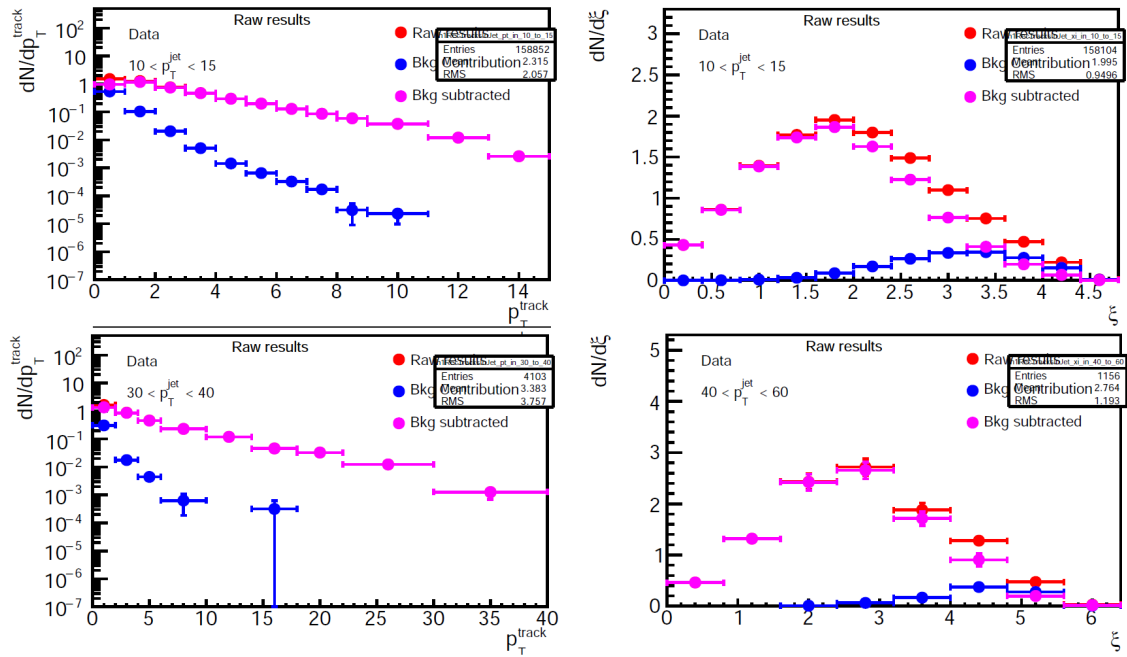 Raw results
dN/dp_T^track
10²
10
1
10⁻¹
10⁻²
10⁻³
10⁻⁴
10⁻⁵
10⁻⁶
10⁻⁷
Data
10 < p_T^jet < 15
Raw results
Bkg Contribution
Bkg subtracted
Jet_pt_in_10_to_15
Entries 158852
Mean 2.315
RMS 2.057
0 2 4 6 8 10 12 14
p_T^track
Raw results
dN/dξ
3
2.5
2
1.5
1
0.5
0
Data
10 < p_T^jet < 15
Raw results
Bkg Contribution
Bkg subtracted
Jet_xi_in_10_to_15
Entries 158104
Mean 1.995
RMS 0.9496
0 0.5 1 1.5 2 2.5 3 3.5 4 4.5
ξ
Raw results
dN/dp_T^track
10²
10
1
10⁻¹
10⁻²
10⁻³
10⁻⁴
10⁻⁵
10⁻⁶
10⁻⁷
Data
30 < p_T^jet < 40
Raw results
Bkg Contribution
Bkg subtracted
Jet_pt_in_30_to_40
Entries 4103
Mean 3.383
RMS 3.757
0 5 10 15 20 25 30 35 40
p_T^track
Raw results
dN/dξ
5
4
3
2
1
0
Data
40 < p_T^jet < 60
Raw results
Bkg Contribution
Bkg subtracted
Jet_xi_in_40_to_60
Entries 1156
Mean 2.764
RMS 1.193
0 1 2 3 4 5 6
ξ